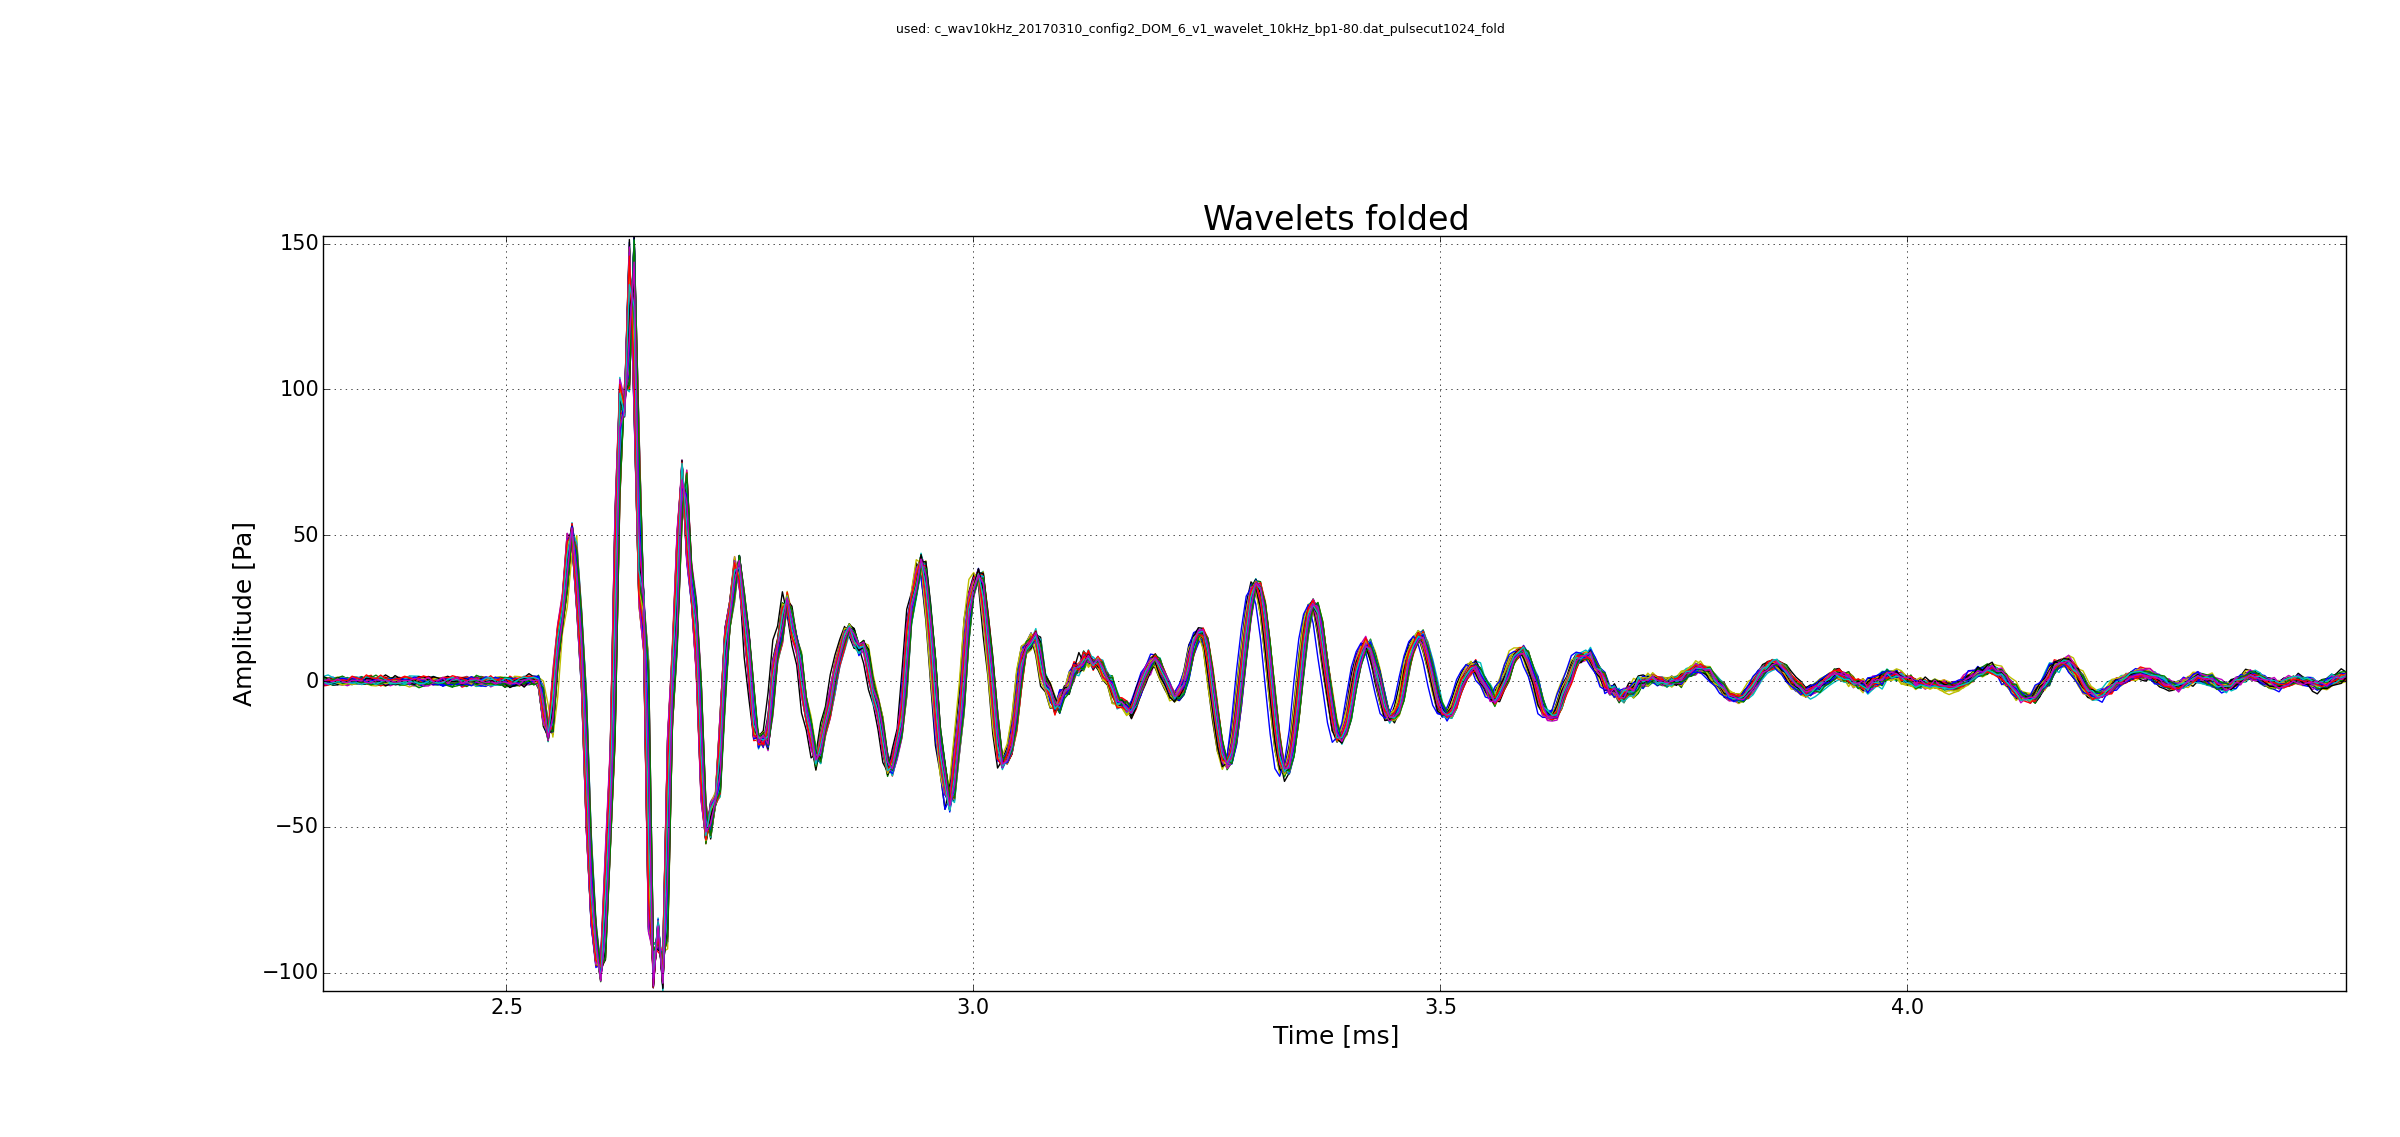 used: c_wav10kHz_20170310_config2_DOM_6_v1_wavelet_10kHz_bp1-80.dat_pulsecut1024_fold
Wavelets folded
150
100
50
0
−50
−100
Amplitude [Pa]
2.5 3.0 3.5 4.0
Time [ms]